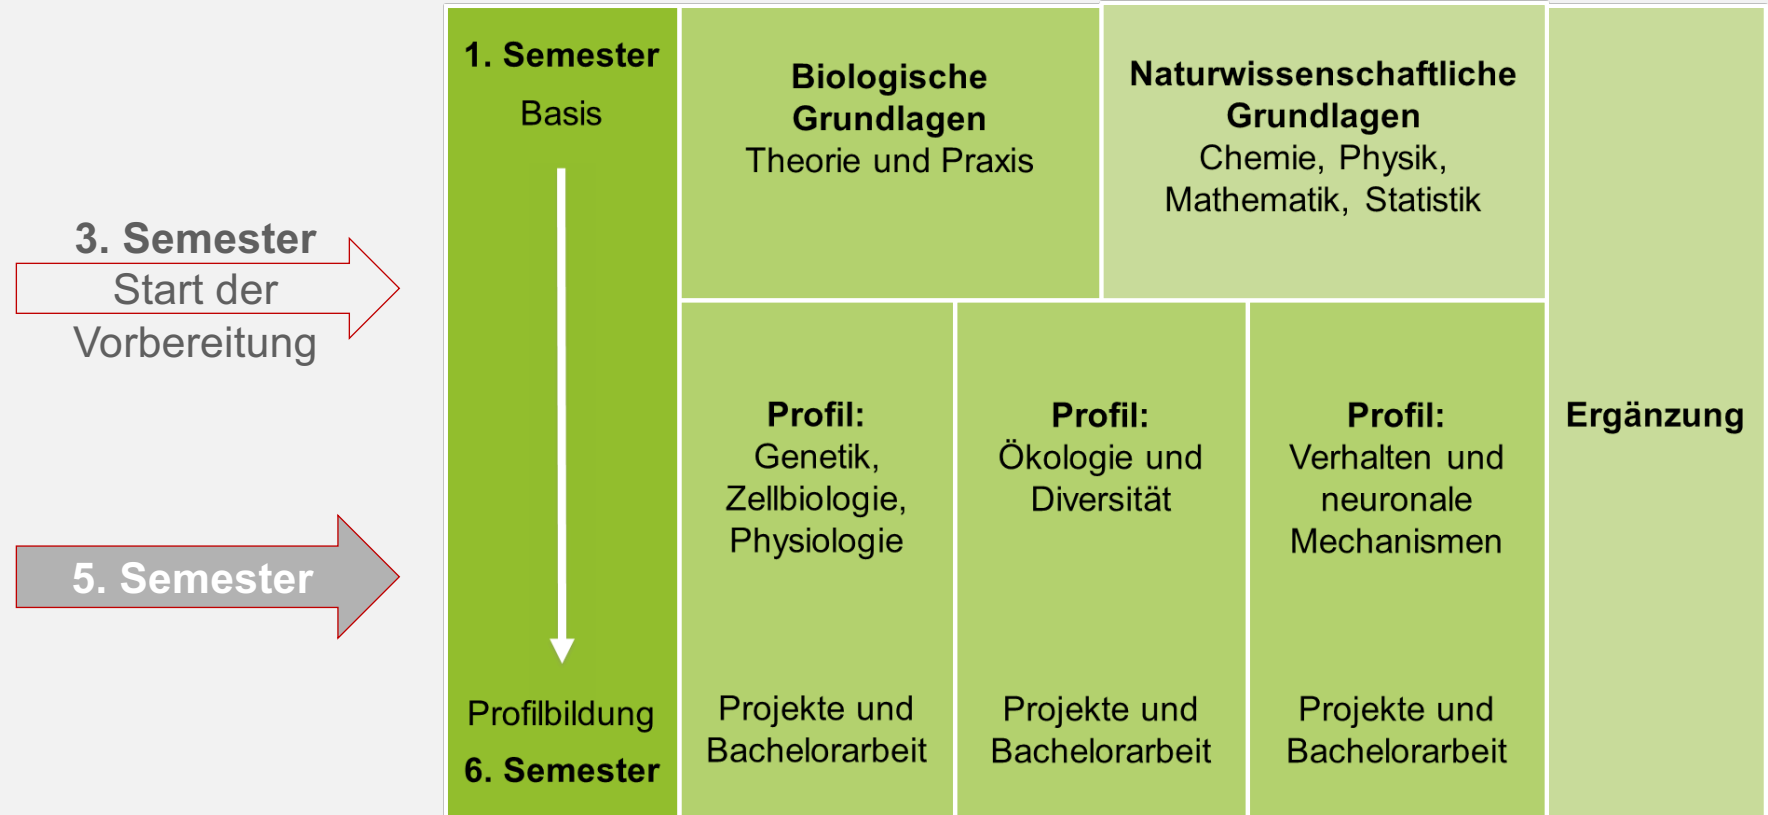 3. Semester
Start der
Vorbereitung
5. Semester
1. Semester
Basis
Profilbildung
6. Semester
Biologische
Grundlagen
Theorie und Praxis
Naturwissenschaftliche
Grundlagen
Chemie, Physik,
Mathematik, Statistik
Profil:
Genetik,
Zellbiologie,
Physiologie
Projekte und
Bachelorarbeit
Profil:
Ökologie und
Diversität
Projekte und
Bachelorarbeit
Profil:
Verhalten und
neuronale
Mechanismen
Projekte und
Bachelorarbeit
Ergänzung